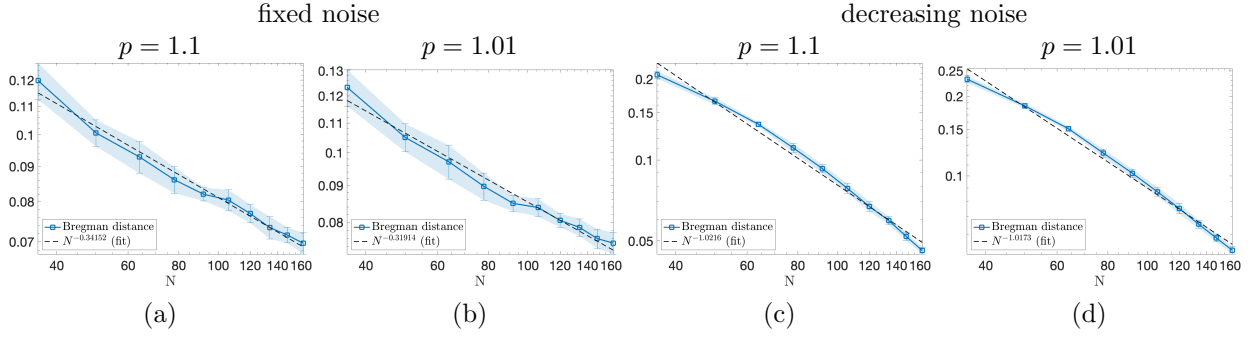 fixed noise
decreasing noise
p = 1.1
p = 1.01
p = 1.1
p = 1.01
0.12
0.11
0.1
0.09
0.08
0.07
Bregman distance
N^{-0.34152} (fit)
40 60 80 100 120 140 160
N
(a)
0.13
0.12
0.11
0.1
0.09
0.08
Bregman distance
N^{-0.31914} (fit)
40 60 80 100 120 140 160
N
(b)
0.2
0.15
0.1
0.05
Bregman distance
N^{-1.0216} (fit)
40 60 80 100 120 140 160
N
(c)
0.25
0.2
0.15
0.1
Bregman distance
N^{-1.0173} (fit)
40 60 80 100 120 140 160
N
(d)